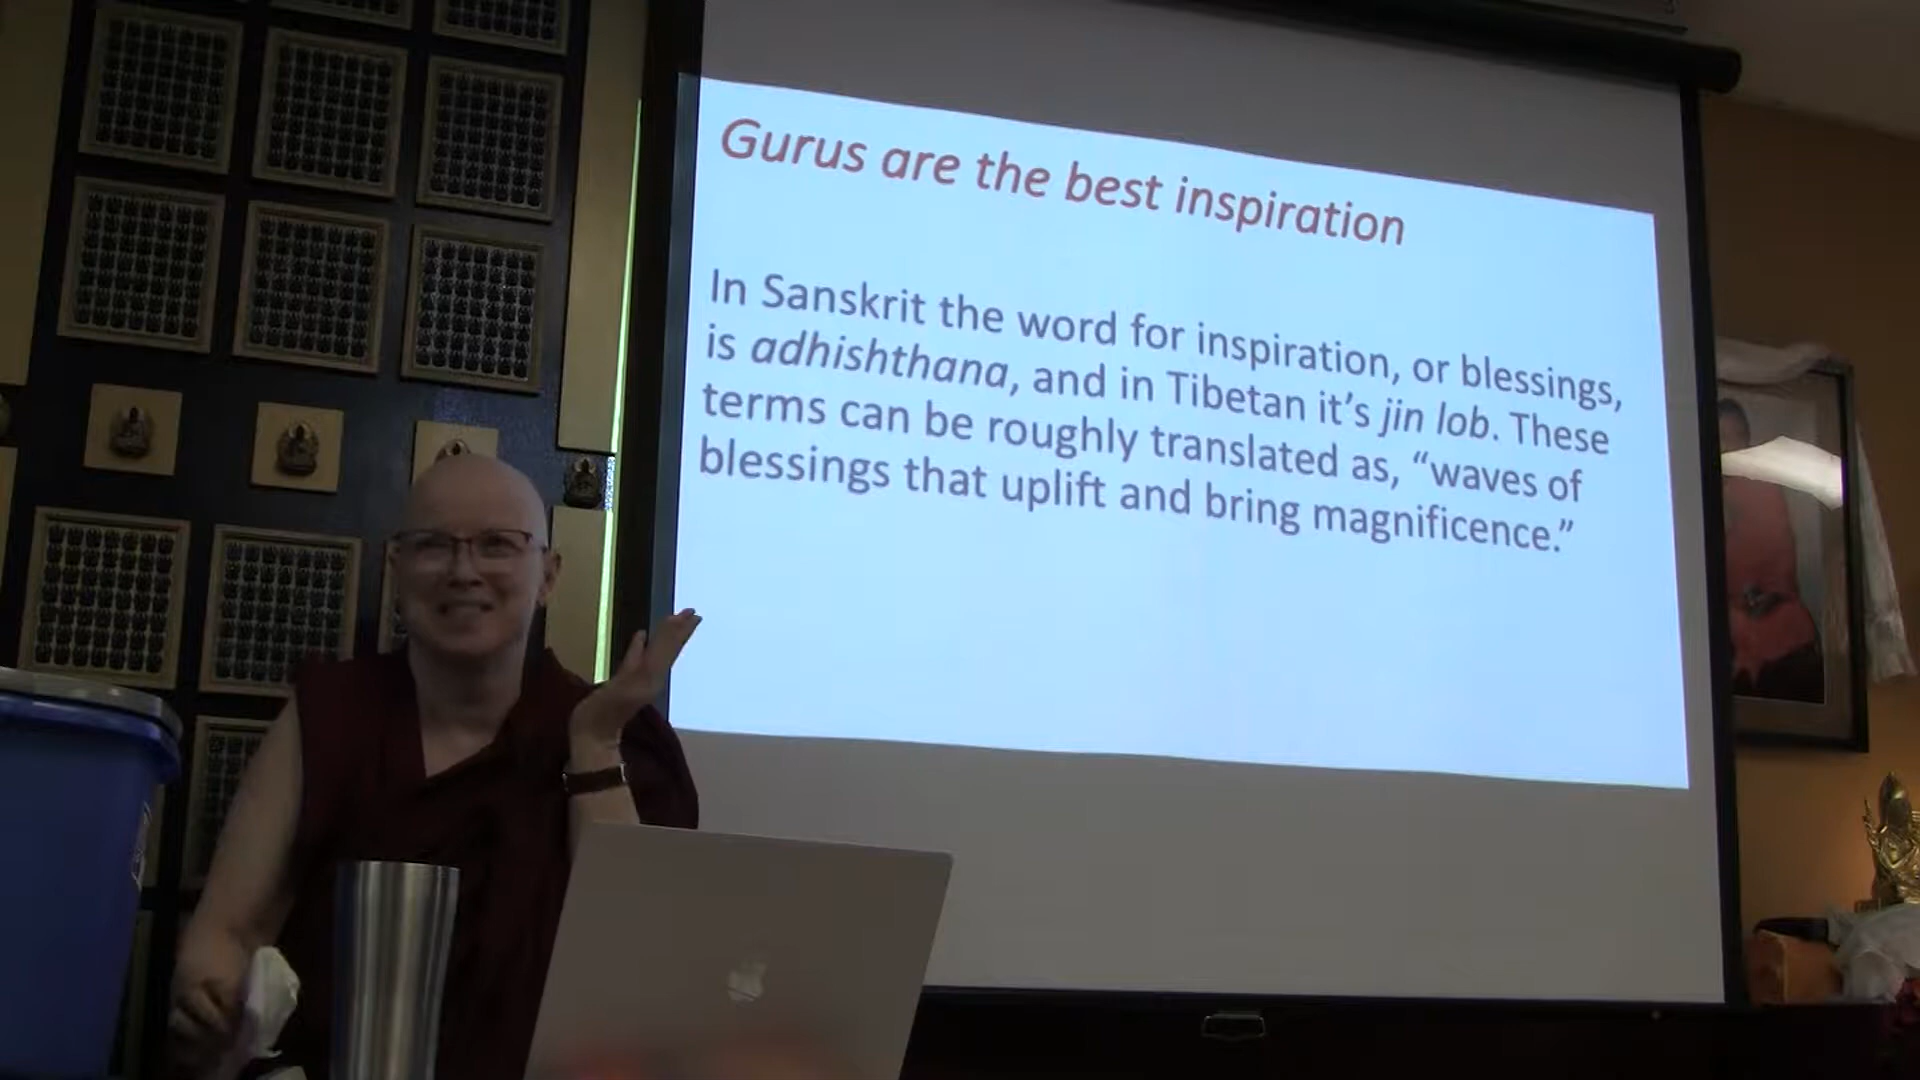 Gurus are the best inspiration
In Sanskrit the word for inspiration, or blessings,
is adhishthana, and in Tibetan it’s jin lob. These
terms can be roughly translated as, “waves of
blessings that uplift and bring magnificence.”